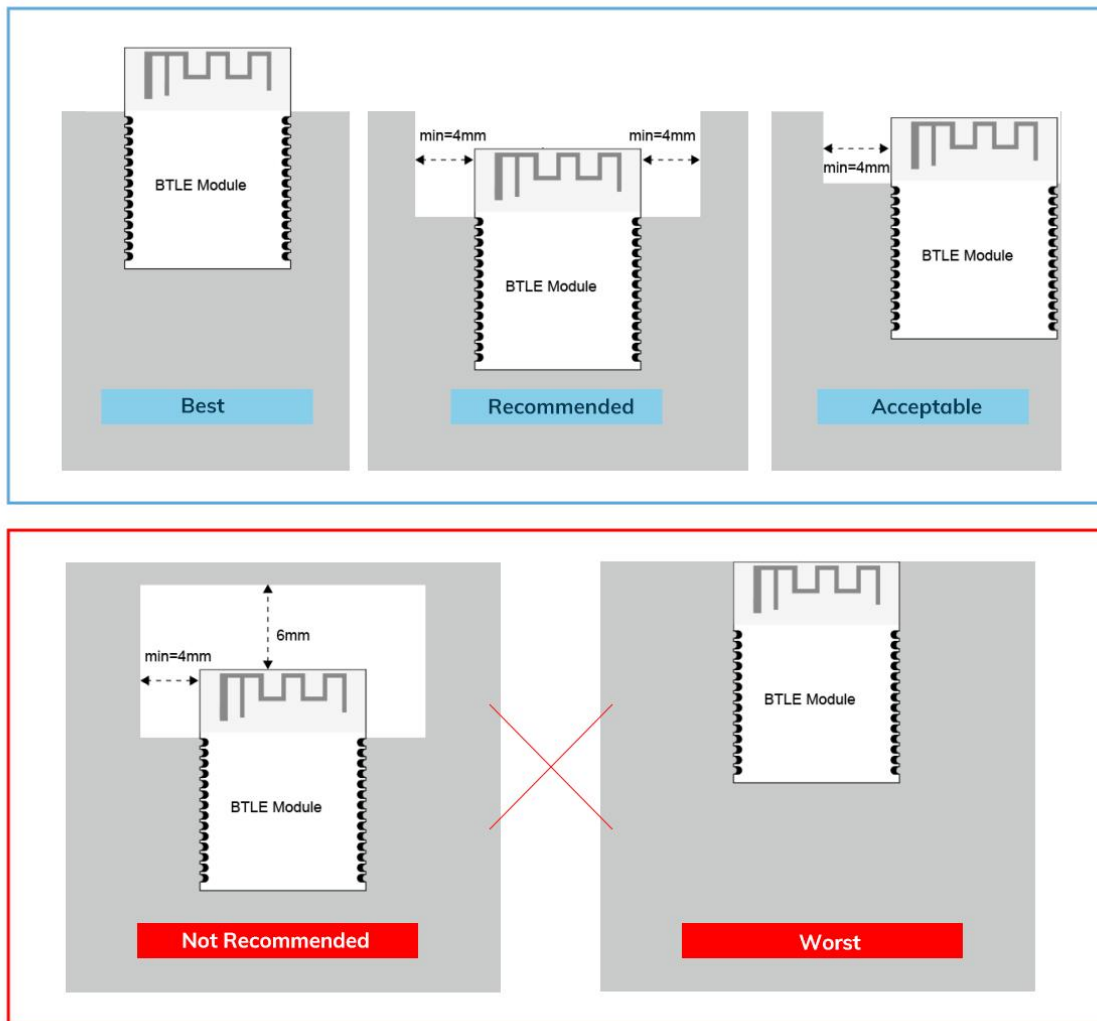 min=4mm
min=4mm
min=4mm
BTLE Module
BTLE Module
BTLE Module
Best
Recommended
Acceptable
6mm
min=4mm
BTLE Module
BTLE Module
Not Recommended
Worst